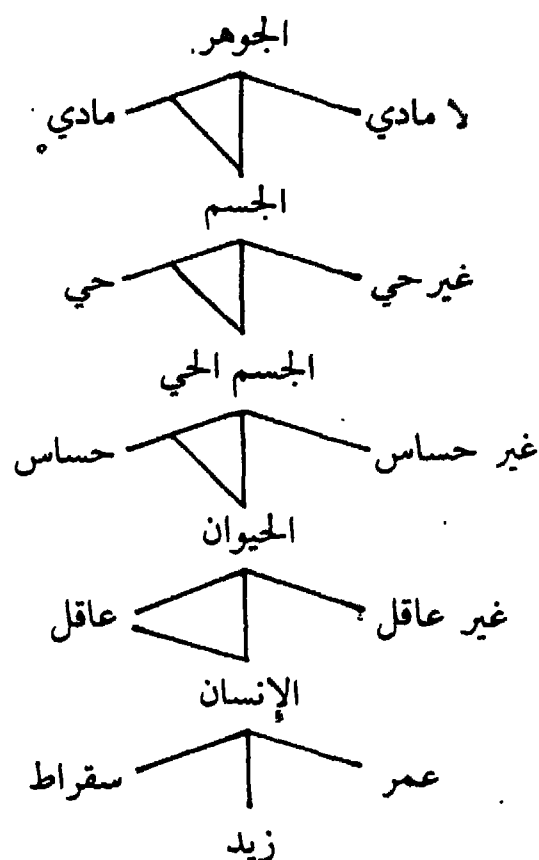 الجوهر
لا مادي مادي
الجسم
غير حي حي
الجسم الحي
غير حساس حساس
الحيوان
غير عاقل عاقل
الإنسان
عمر سقراط
زيد